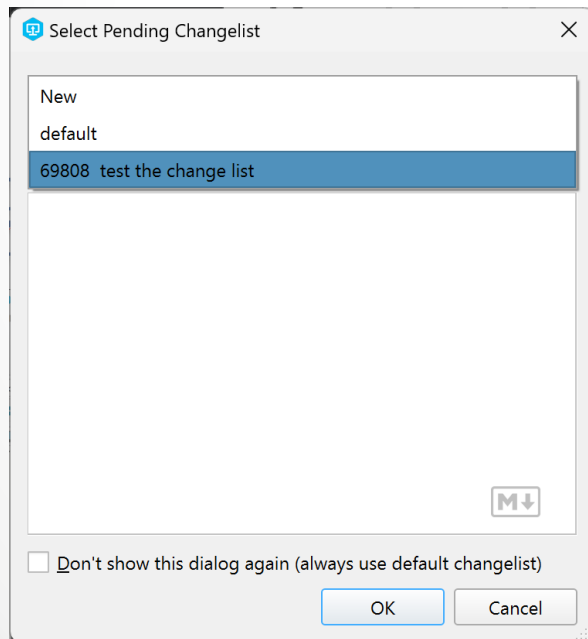 Select Pending Changelist
New
default
69808 test the change list
M
Don't show this dialog again (always use default changelist)
OK
Cancel